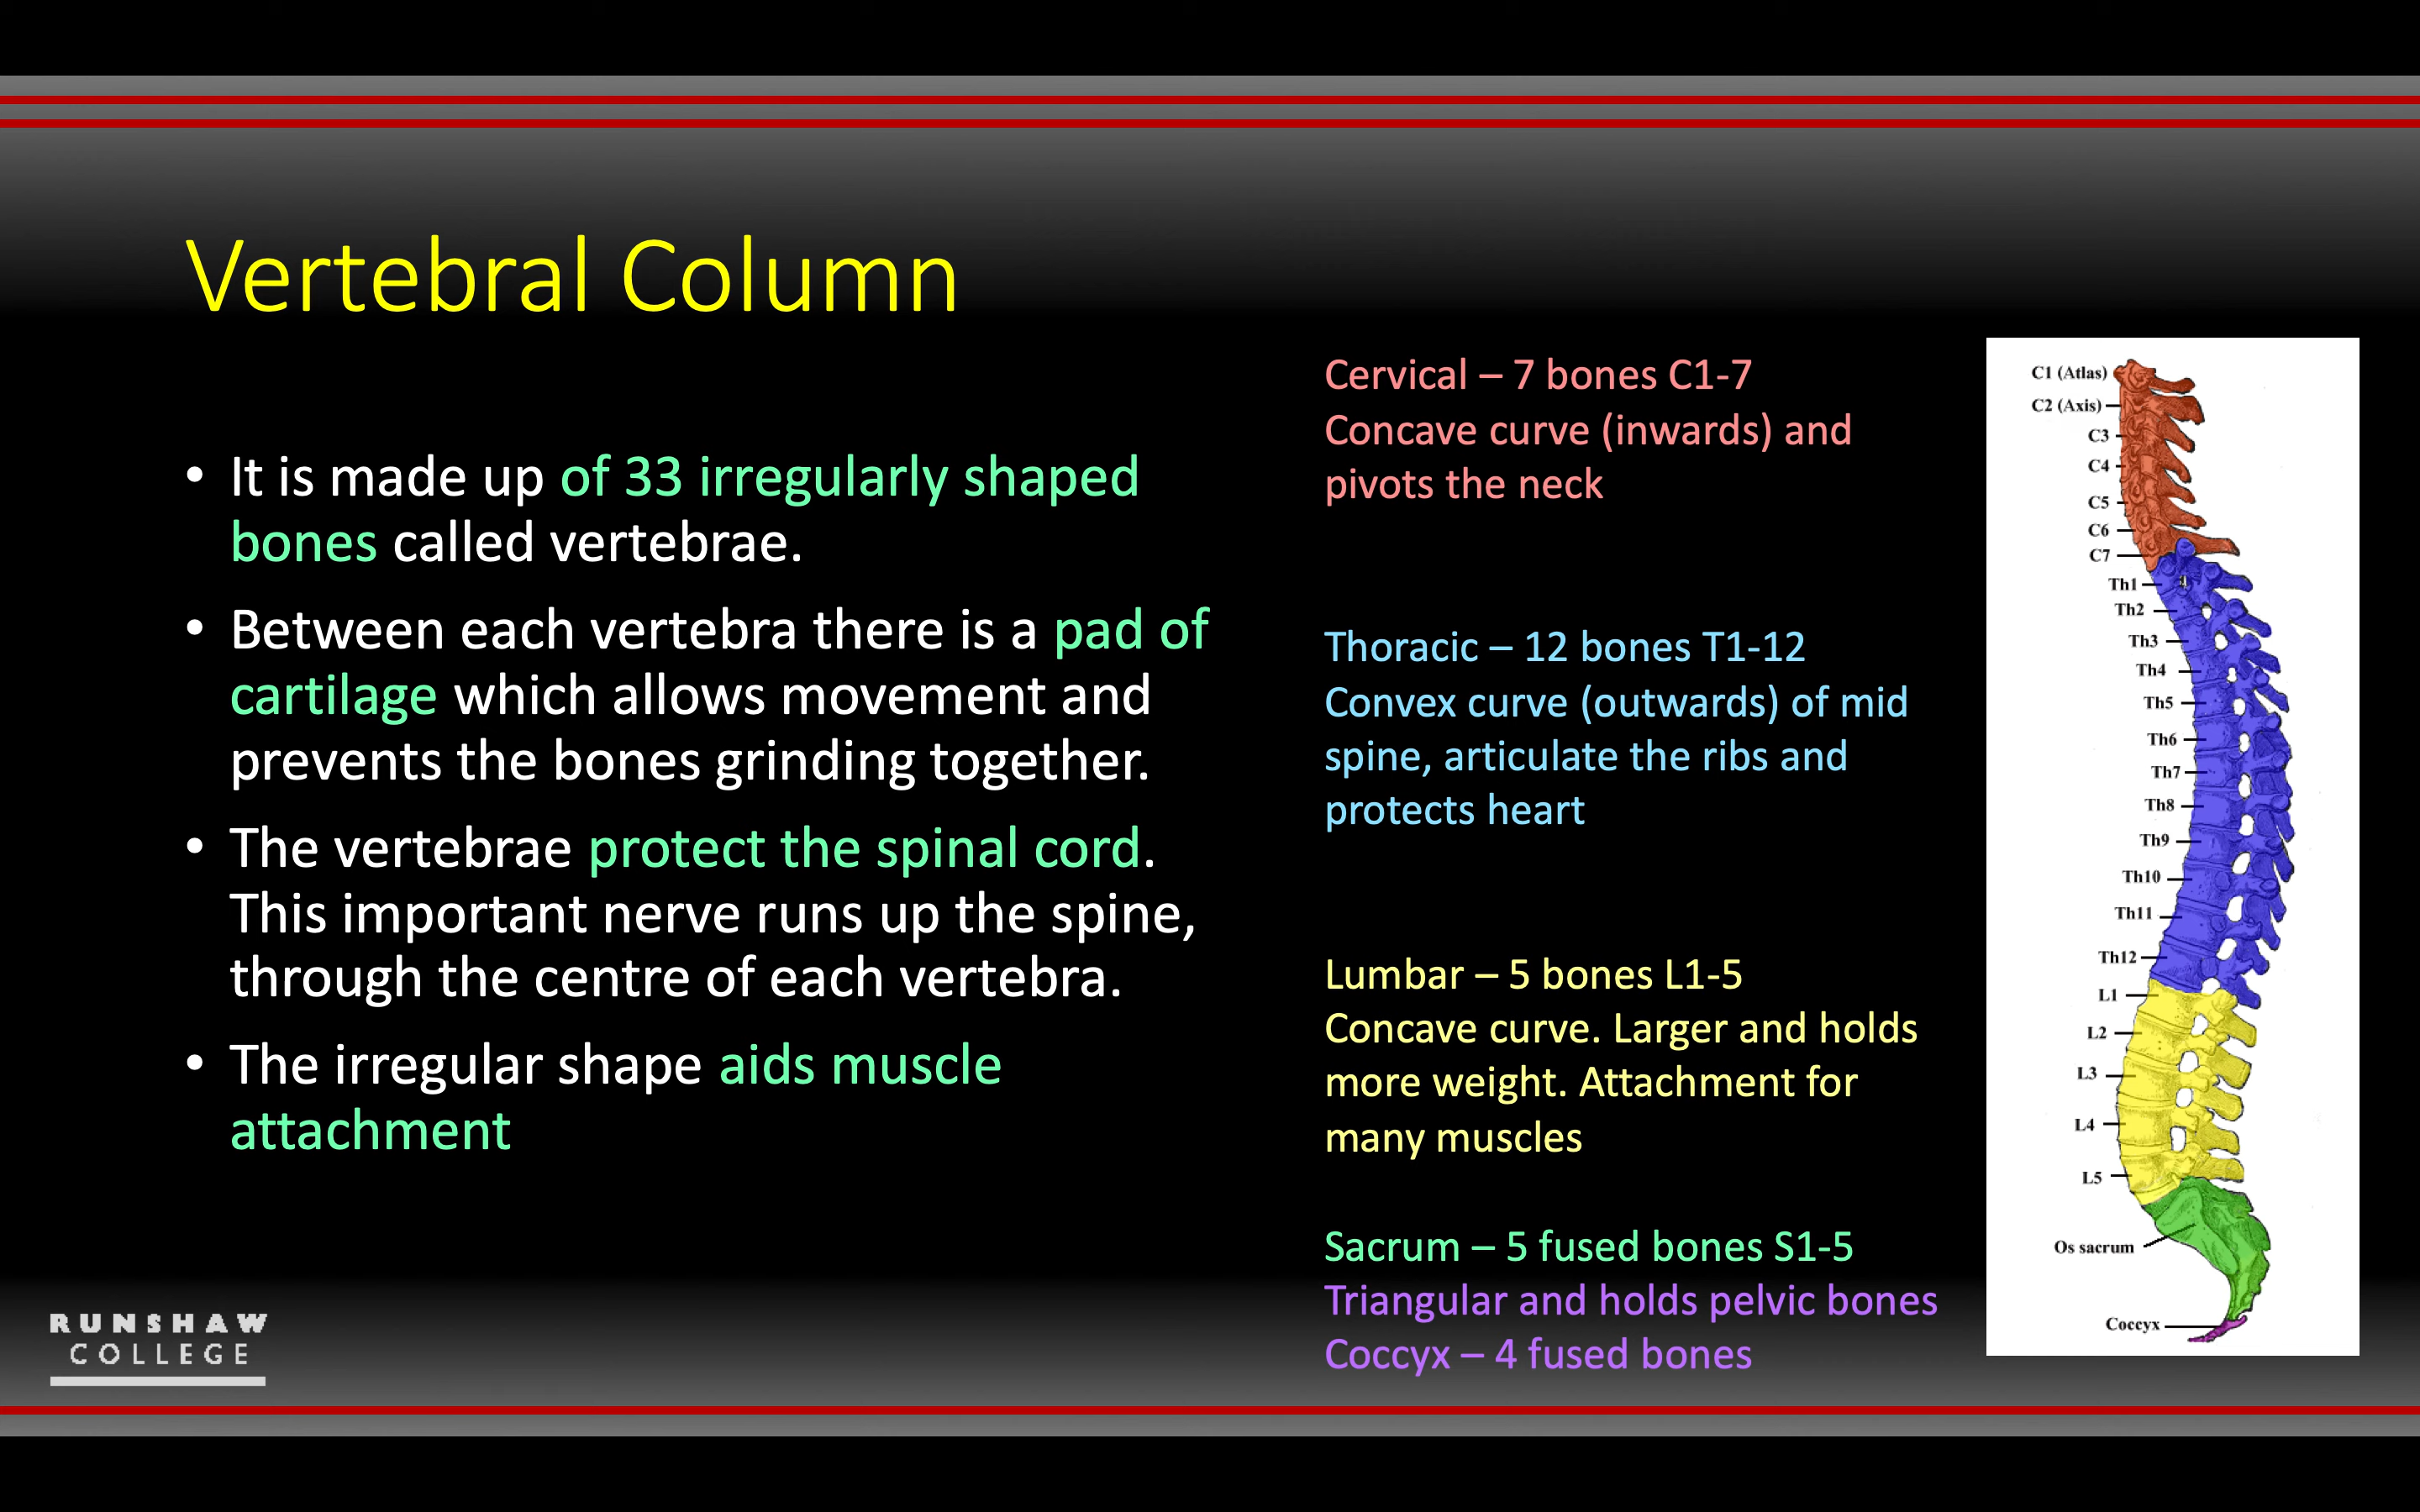 Vertebral Column
• It is made up of 33 irregularly shaped
bones called vertebrae.
• Between each vertebra there is a pad of
cartilage which allows movement and
prevents the bones grinding together.
• The vertebrae protect the spinal cord.
This important nerve runs up the spine,
through the centre of each vertebra.
• The irregular shape aids muscle
attachment
Cervical – 7 bones C1-7
Concave curve (inwards) and
pivots the neck
Thoracic – 12 bones T1-12
Convex curve (outwards) of mid
spine, articulate the ribs and
protects heart
Lumbar – 5 bones L1-5
Concave curve. Larger and holds
more weight. Attachment for
many muscles
Sacrum – 5 fused bones S1-5
Triangular and holds pelvic bones
Coccyx – 4 fused bones
C1 (Atlas)
C2 (Axis)
C3
C4
C5
C6
C7
Th1
Th2
Th3
Th4
Th5
Th6
Th7
Th8
Th9
Th10
Th11
Th12
L1
L2
L3
L4
L5
Os sacrum
Coccyx
RUNSHAW
COLLEGE